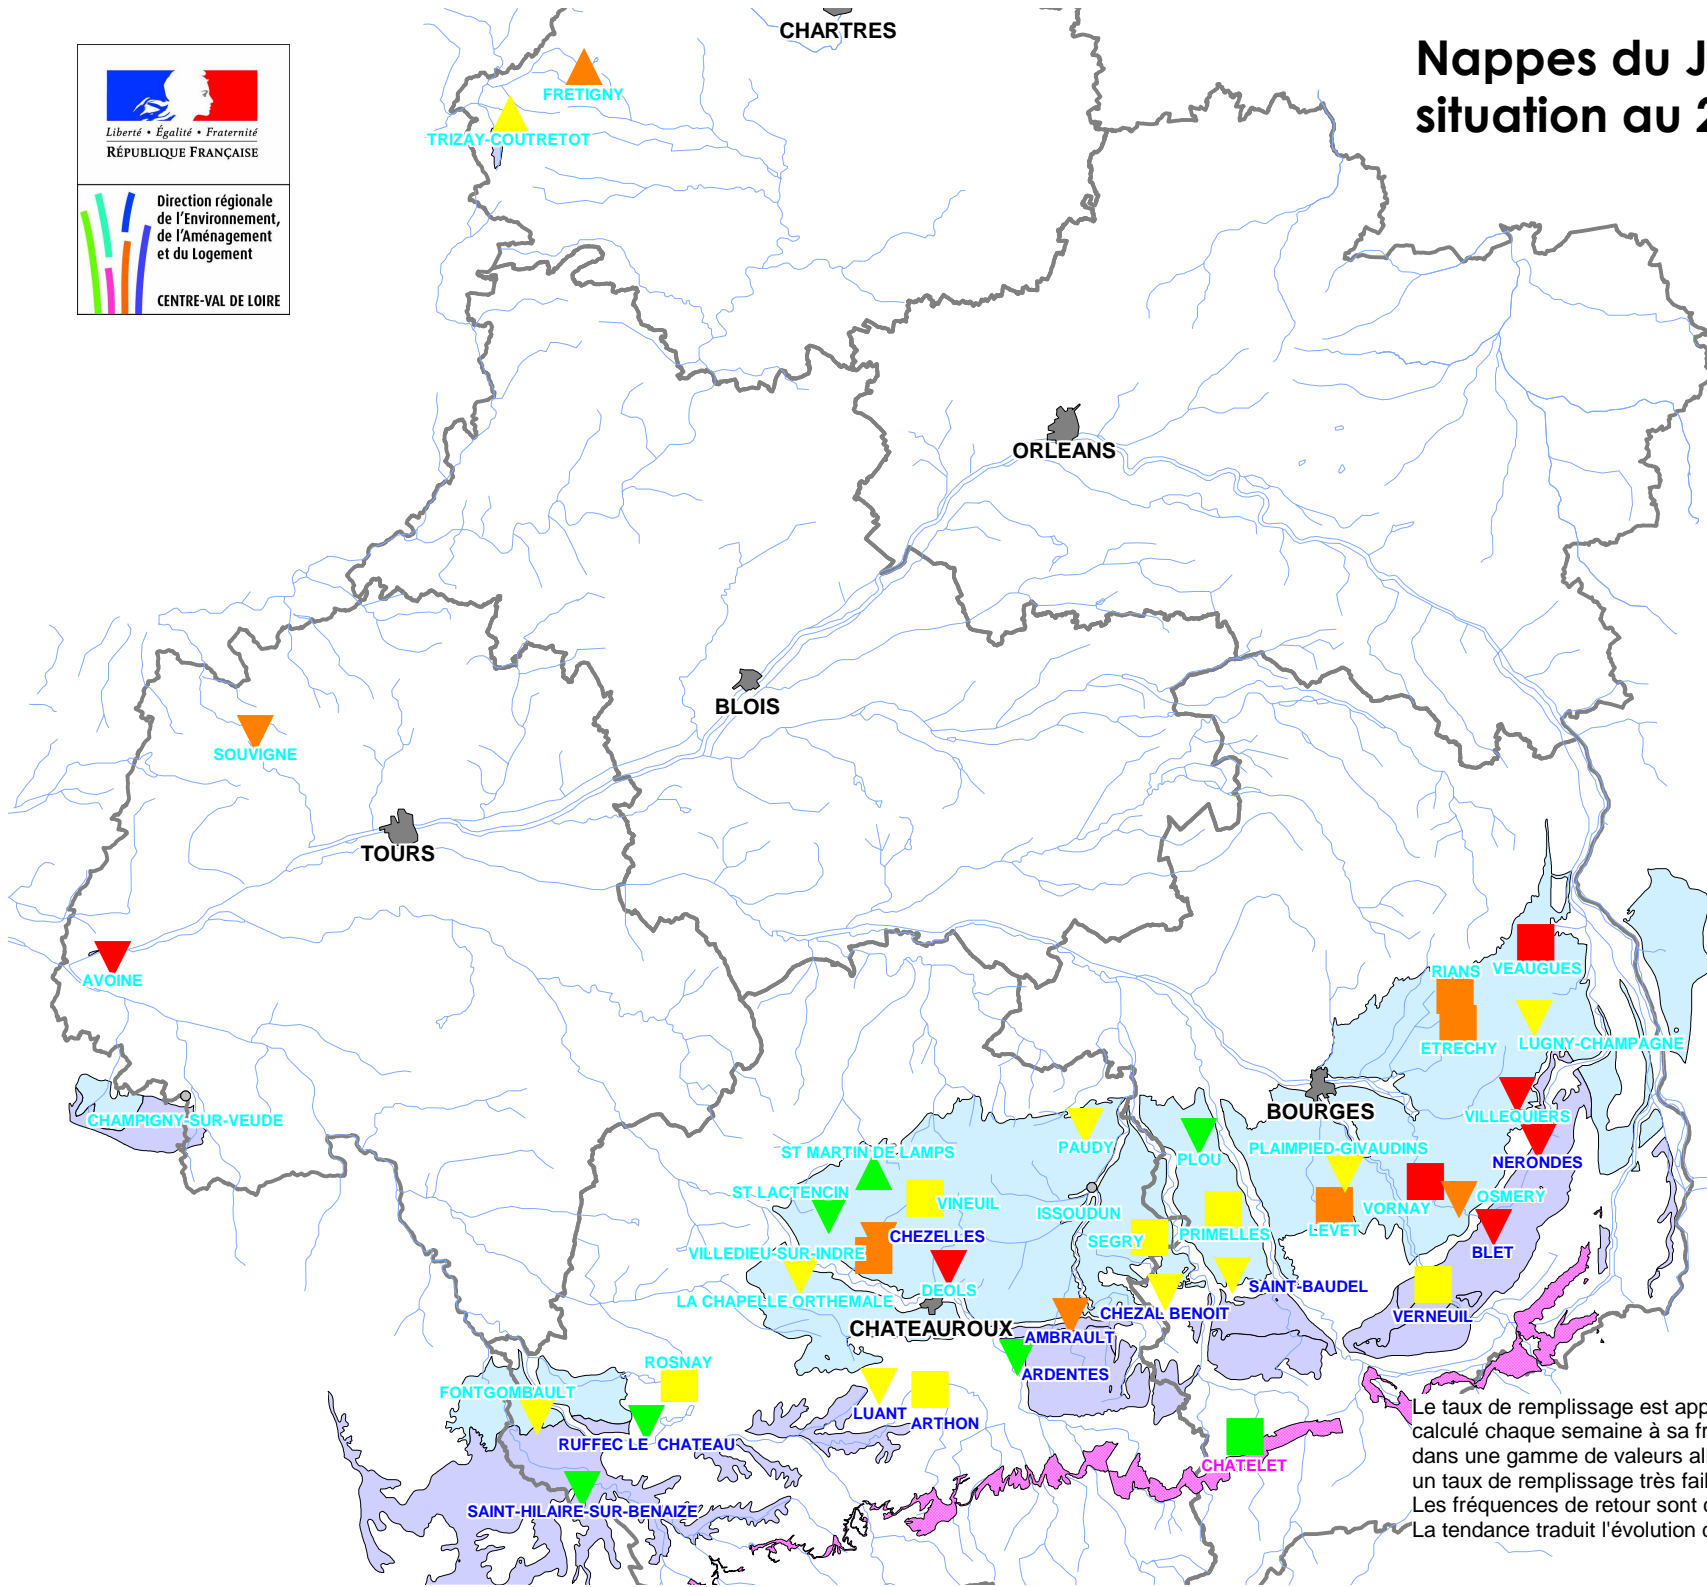 CHARTRES
Nappes du J
situation au 2
Liberté • Égalité • Fraternité
RÉPUBLIQUE FRANÇAISE
Direction régionale
de l'Environnement,
de l'Aménagement
et du Logement
CENTRE-VAL DE LOIRE
FRETIGNY
TRIZAY-COUTRETOT
ORLEANS
BLOIS
SOUVIGNE
TOURS
AVOINE
RIANS
VEAUGUES
ETRECHY
LUGNY-CHAMPAGNE
CHAMPIGNY-SUR-VEUDE
BOURGES
VILLEQUIERS
ST MARTIN DE LAMPS
PAUDY
PLOU
PLAIMPIED-GIVAUDINS
NERONDES
ST LACTENCIN
VINEUIL
ISSOUDUN
VORNAY
OSMERY
CHEZELLES
SEGRY
PRIMELLES
LEVET
VILLEDIEU-SUR-INDRE
BLET
DEOLS
SAINT-BAUDEL
LA CHAPELLE ORTHEMALE
CHEZAL BENOIT
VERNEUIL
CHATEAUROUX
AMBRAULT
ROSNAY
ARDENTES
FONTGOMBAULT
LUANT
ARTHON
RUFFEC LE CHATEAU
CHATELET
SAINT-HILAIRE-SUR-BENAIZE
Le taux de remplissage est app
calculé chaque semaine à sa fr
dans une gamme de valeurs al
un taux de remplissage très fail
Les fréquences de retour sont
La tendance traduit l'évolution